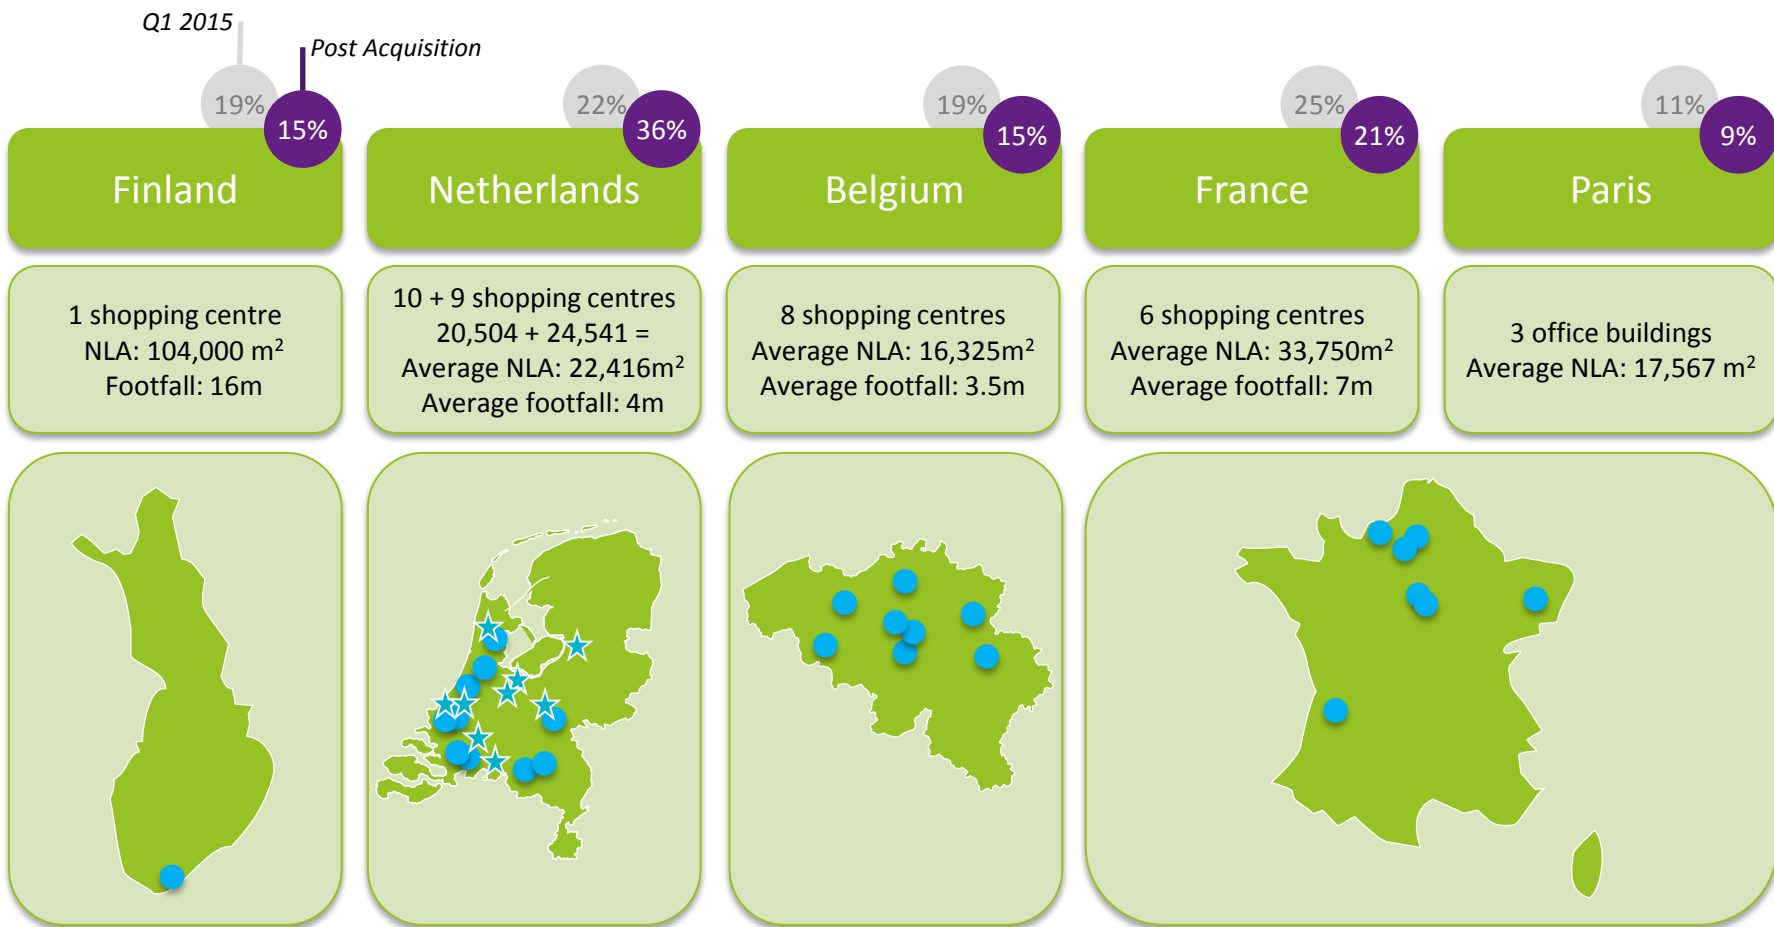 Q1 2015
Post Acquisition
19%
15%
Finland
1 shopping centre
NLA: 104,000 m²
Footfall: 16m
22%
36%
Netherlands
10 + 9 shopping centres
20,504 + 24,541 =
Average NLA: 22,416m²
Average footfall: 4m
19%
15%
Belgium
8 shopping centres
Average NLA: 16,325m²
Average footfall: 3.5m
25%
21%
France
6 shopping centres
Average NLA: 33,750m²
Average footfall: 7m
11%
9%
Paris
3 office buildings
Average NLA: 17,567 m²